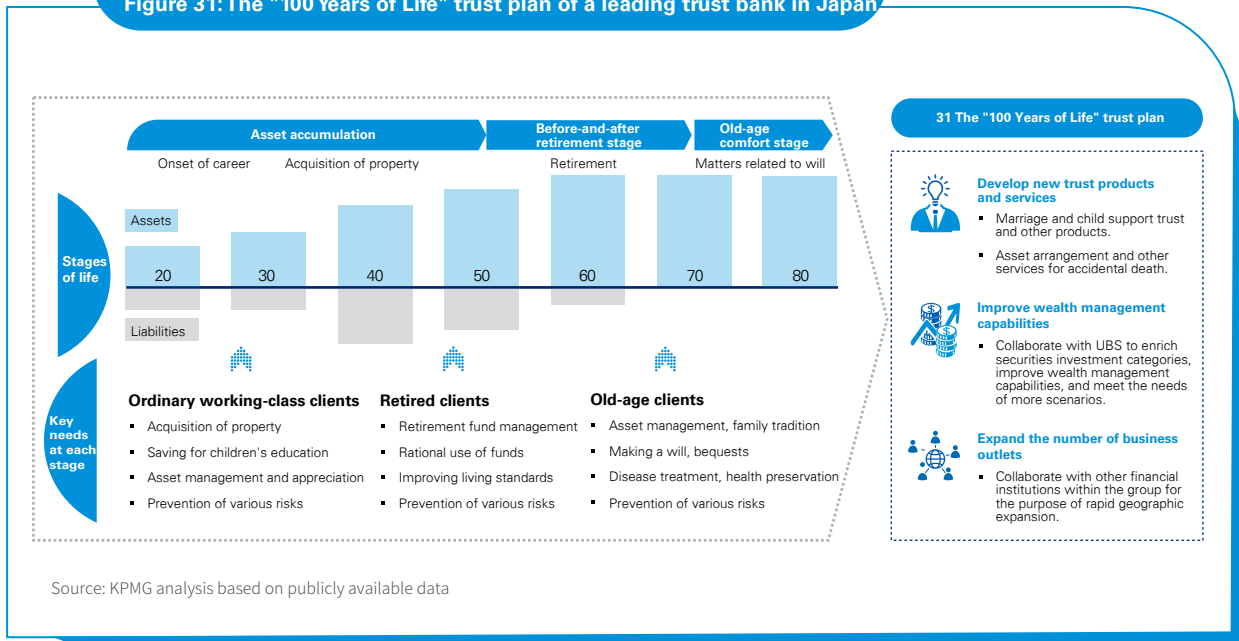 Figure 31: The "100 Years of Life" trust plan of a leading trust bank in Japan
Asset accumulation
Before-and-after
retirement stage
Old-age
comfort stage
Onset of career
Acquisition of property
Retirement
Matters related to will
Stages
of life
Assets
20
30
40
50
60
70
80
Liabilities
Key
needs
at each
stage
Ordinary working-class clients
▪ Acquisition of property
▪ Saving for children's education
▪ Asset management and appreciation
▪ Prevention of various risks
Retired clients
▪ Retirement fund management
▪ Rational use of funds
▪ Improving living standards
▪ Prevention of various risks
Old-age clients
▪ Asset management, family tradition
▪ Making a will, bequests
▪ Disease treatment, health preservation
▪ Prevention of various risks
31 The "100 Years of Life" trust plan
Develop new trust products
and services
▪ Marriage and child support trust
and other products.
▪ Asset arrangement and other
services for accidental death.
Improve wealth management
capabilities
▪ Collaborate with UBS to enrich
securities investment categories,
improve wealth management
capabilities, and meet the needs
of more scenarios.
Expand the number of business
outlets
▪ Collaborate with other financial
institutions within the group for
the purpose of rapid geographic
expansion.
Source: KPMG analysis based on publicly available data